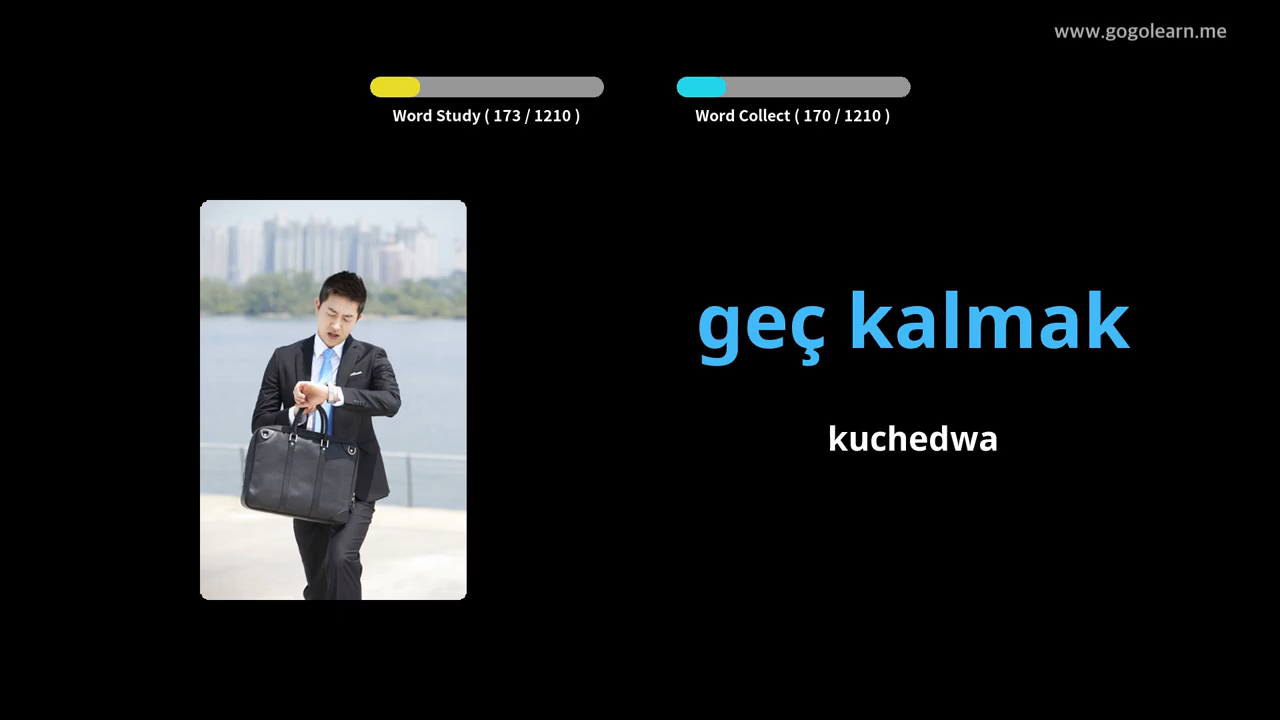 www.gogolearn.me
Word Study ( 173 / 1210 )
Word Collect ( 170 / 1210 )
geç kalmak
kuchedwa